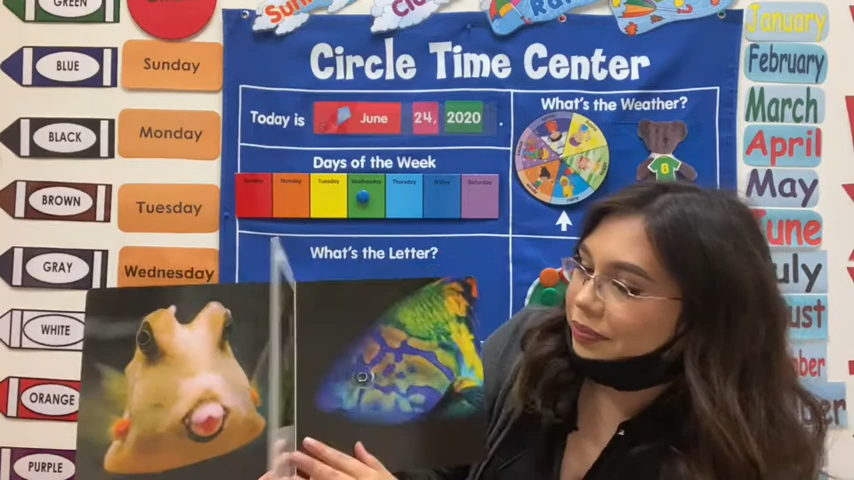 GREEN
BLUE
BLACK
BROWN
GRAY
WHITE
ORANGE
PURPLE
Sunday
Monday
Tuesday
Wednesday
Circle Time Center
Today is June 24, 2020
What's the Weather?
Days of the Week
Sunday Monday Tuesday Wednesday Thursday Friday Saturday
8
What's the Letter?
January
February
March
April
May
June
July